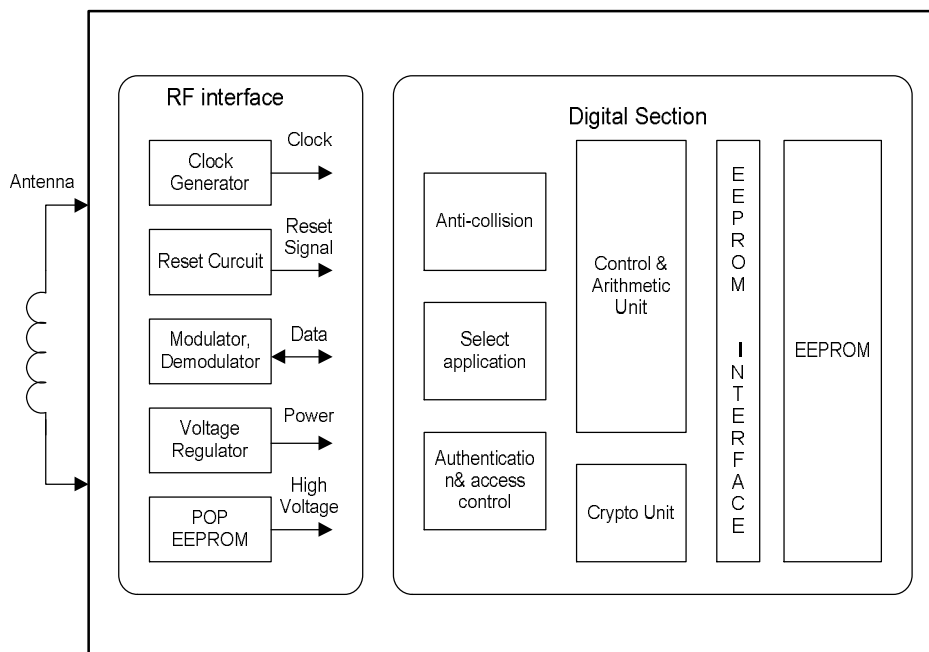 Antenna
RF interface
Clock
Generator
Clock
Reset Curcuit
Reset
Signal
Modulator,
Demodulator
Data
Voltage
Regulator
Power
POP
EEPROM
High
Voltage
Digital Section
Anti-collision
Select
application
Authenticatio
n& access
control
Control &
Arithmetic
Unit
Crypto Unit
EEPROM INTERFACE
EEPROM